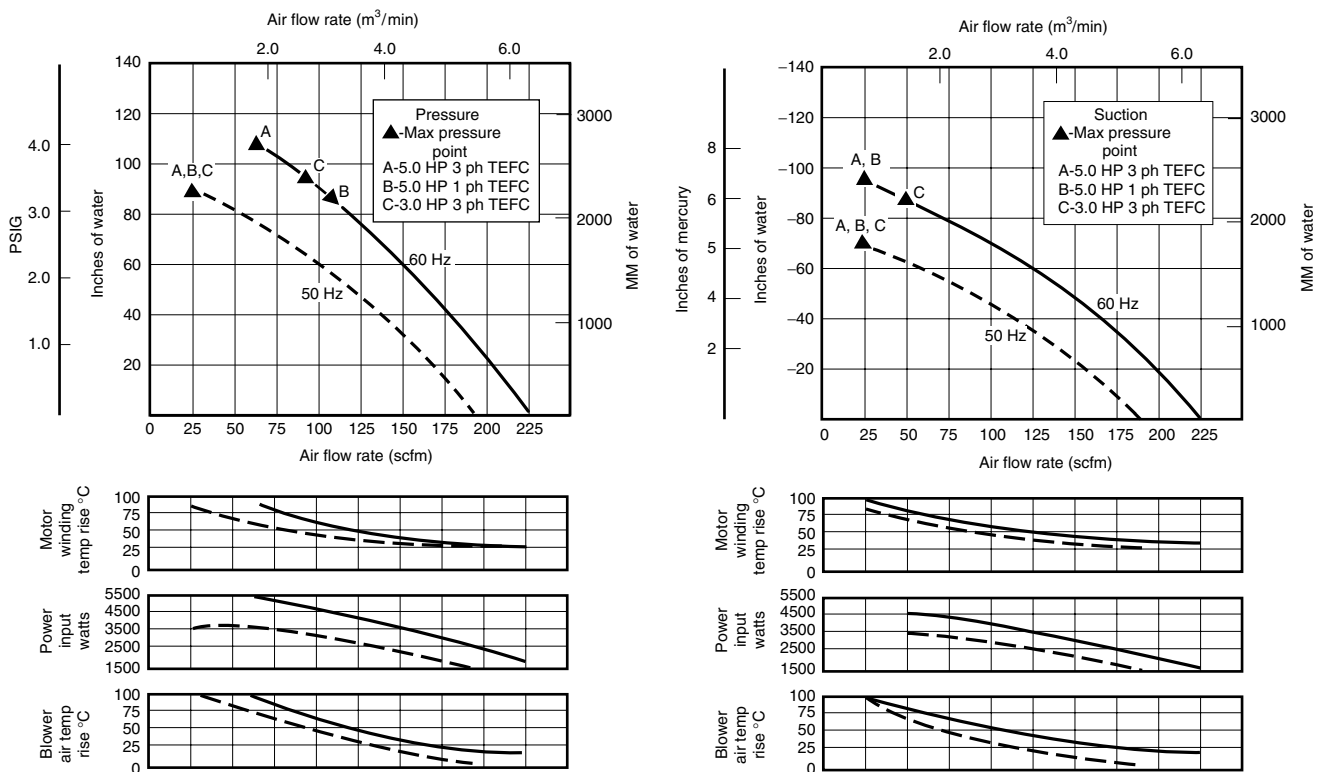 Air flow rate (m³/min)
2.0 4.0 6.0
PSIG
4.0
3.0
2.0
1.0
Inches of water
140
120
100
80
60
40
20
MM of water
3000
2000
1000
Pressure
▲-Max pressure
point
A-5.0 HP 3 ph TEFC
B-5.0 HP 1 ph TEFC
C-3.0 HP 3 ph TEFC
A
C
B
A,B,C
60 Hz
50 Hz
0 25 50 75 100 125 150 175 200 225
Air flow rate (scfm)
Motor
winding
temp rise °C
100
75
50
25
0
Power
input
watts
5500
4500
3500
2500
1500
Blower
air temp
rise °C
100
75
50
25
0
Air flow rate (m³/min)
2.0 4.0 6.0
Inches of mercury
8
6
5
4
2
Inches of water
−140
−120
−100
−80
−60
−40
−20
MM of water
3000
2000
1000
Suction
▲-Max pressure
point
A-5.0 HP 3 ph TEFC
B-5.0 HP 1 ph TEFC
C-3.0 HP 3 ph TEFC
A, B
C
A, B, C
60 Hz
50 Hz
0 25 50 75 100 125 150 175 200 225
Air flow rate (scfm)
Motor
winding
temp rise °C
100
75
50
25
0
Power
input
watts
5500
4500
3500
2500
1500
Blower
air temp
rise °C
100
75
50
25
0